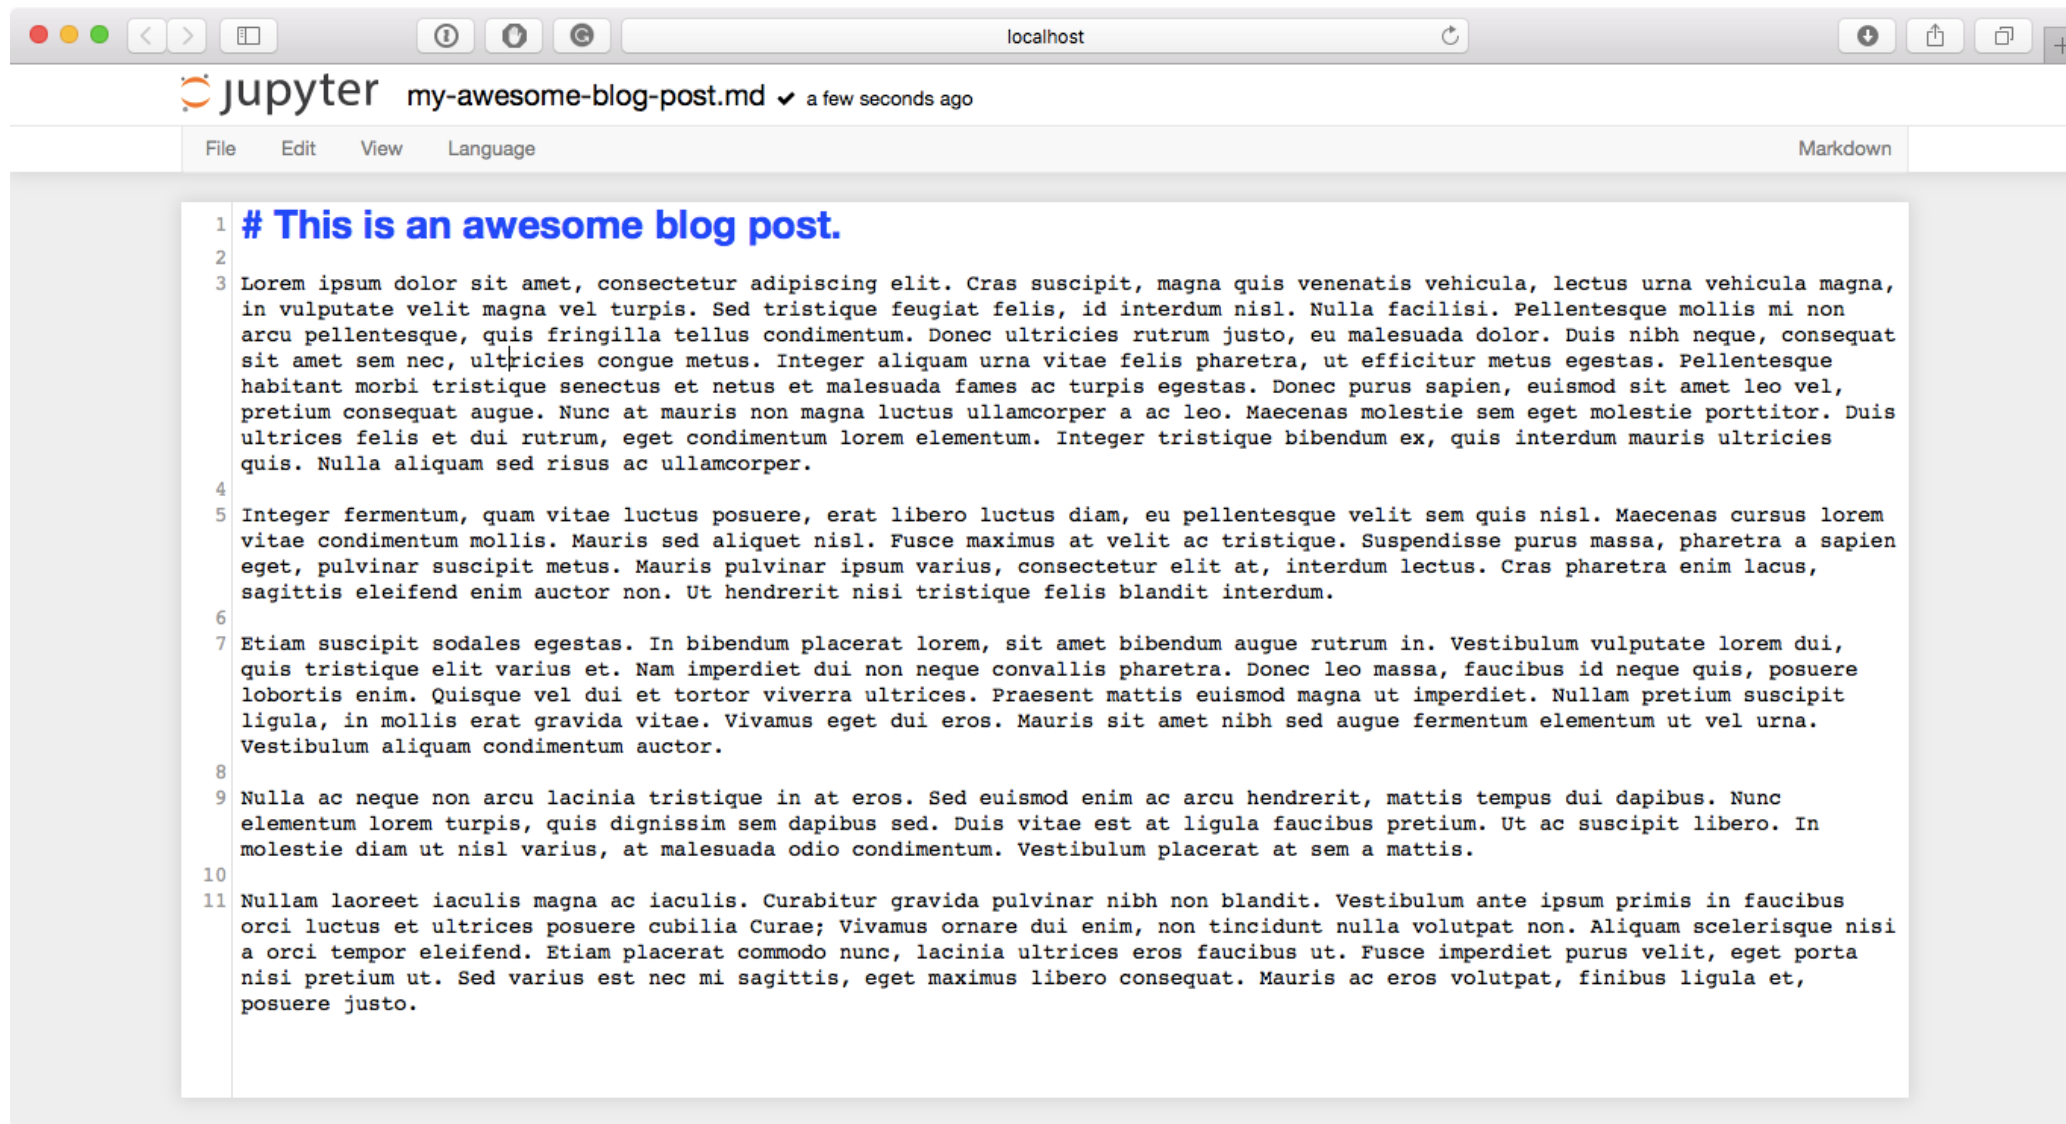 localhost
jupyter my-awesome-blog-post.md ✔ a few seconds ago
File Edit View Language Markdown
1 # This is an awesome blog post.
2
3 Lorem ipsum dolor sit amet, consectetur adipiscing elit. Cras suscipit, magna quis venenatis vehicula, lectus urna vehicula magna,
in vulputate velit magna vel turpis. Sed tristique feugiat felis, id interdum nisl. Nulla facilisi. Pellentesque mollis mi non
arcu pellentesque, quis fringilla tellus condimentum. Donec ultricies rutrum justo, eu malesuada dolor. Duis nibh neque, consequat
sit amet sem nec, ultricies congue metus. Integer aliquam urna vitae felis pharetra, ut efficitur metus egestas. Pellentesque
habitant morbi tristique senectus et netus et malesuada fames ac turpis egestas. Donec purus sapien, euismod sit amet leo vel,
pretium consequat augue. Nunc at mauris non magna luctus ullamcorper a ac leo. Maecenas molestie sem eget molestie porttitor. Duis
ultrices felis et dui rutrum, eget condimentum lorem elementum. Integer tristique bibendum ex, quis interdum mauris ultricies
quis. Nulla aliquam sed risus ac ullamcorper.
4
5 Integer fermentum, quam vitae luctus posuere, erat libero luctus diam, eu pellentesque velit sem quis nisl. Maecenas cursus lorem
vitae condimentum mollis. Mauris sed aliquet nisl. Fusce maximus at velit ac tristique. Suspendisse purus massa, pharetra a sapien
eget, pulvinar suscipit metus. Mauris pulvinar ipsum varius, consectetur elit at, interdum lectus. Cras pharetra enim lacus,
sagittis eleifend enim auctor non. Ut hendrerit nisi tristique felis blandit interdum.
6
7 Etiam suscipit sodales egestas. In bibendum placerat lorem, sit amet bibendum augue rutrum in. Vestibulum vulputate lorem dui,
quis tristique elit varius et. Nam imperdiet dui non neque convallis pharetra. Donec leo massa, faucibus id neque quis, posuere
lobortis enim. Quisque vel dui et tortor viverra ultrices. Praesent mattis euismod magna ut imperdiet. Nullam pretium suscipit
ligula, in mollis erat gravida vitae. Vivamus eget dui eros. Mauris sit amet nibh sed augue fermentum elementum ut vel urna.
Vestibulum aliquam condimentum auctor.
8
9 Nulla ac neque non arcu lacinia tristique in at eros. Sed euismod enim ac arcu hendrerit, mattis tempus dui dapibus. Nunc
elementum lorem turpis, quis dignissim sem dapibus sed. Duis vitae est at ligula faucibus pretium. Ut ac suscipit libero. In
molestie diam ut nisl varius, at malesuada odio condimentum. Vestibulum placerat at sem a mattis.
10
11 Nullam laoreet iaculis magna ac iaculis. Curabitur gravida pulvinar nibh non blandit. Vestibulum ante ipsum primis in faucibus
orci luctus et ultrices posuere cubilia Curae; Vivamus ornare dui enim, non tincidunt nulla volutpat non. Aliquam scelerisque nisi
a orci tempor eleifend. Etiam placerat commodo nunc, lacinia ultrices eros faucibus ut. Fusce imperdiet purus velit, eget porta
nisi pretium ut. Sed varius est nec mi sagittis, eget maximus libero consequat. Mauris ac eros volutpat, finibus ligula et,
posuere justo.